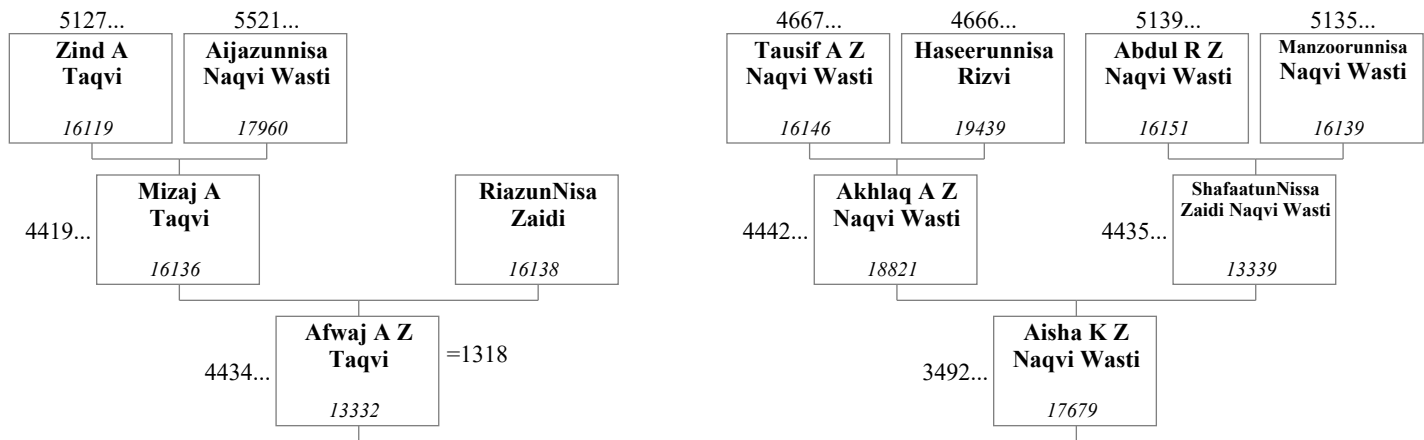 5127... 5521... 4667... 4666... 5139... 5135...
Zind A
Taqvi
16119
Aijazunnisa
Naqvi Wasti
17960
Tausif A Z
Naqvi Wasti
16146
Haseerunnisa
Rizvi
19439
Abdul R Z
Naqvi Wasti
16151
Manzoorunnisa
Naqvi Wasti
16139
4419...
Mizaj A
Taqvi
16136
RiazunNisa
Zaidi
16138
4442...
Akhlaq A Z
Naqvi Wasti
18821
4435...
ShafaatunNissa
Zaidi Naqvi Wasti
13339
4434...
Afwaj A Z
Taqvi
13332
=1318
3492...
Aisha K Z
Naqvi Wasti
17679